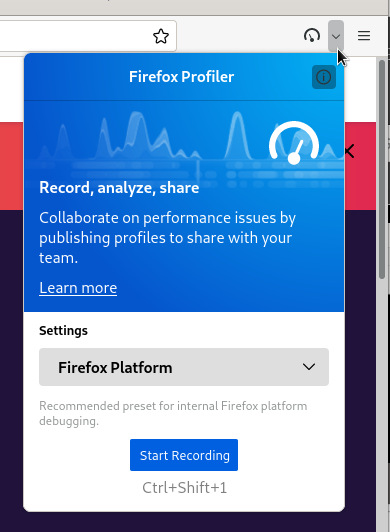 Firefox Profiler
Record, analyze, share
Collaborate on performance issues by
publishing profiles to share with your
team.
Learn more
Settings
Firefox Platform
Recommended preset for internal Firefox platform
debugging.
Start Recording
Ctrl+Shift+1